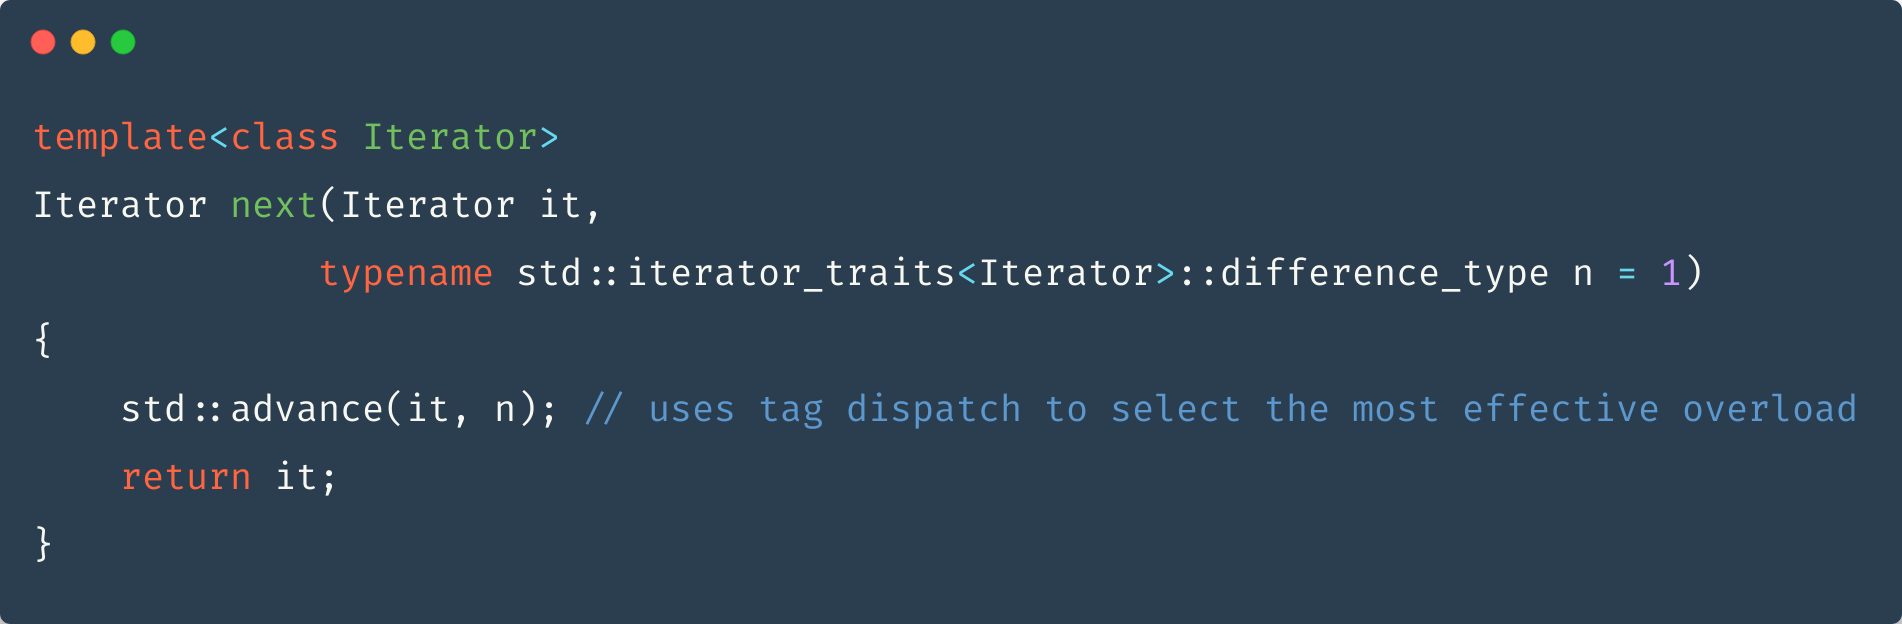 template<class Iterator>
Iterator next(Iterator it,
             typename std::iterator_traits<Iterator>::difference_type n = 1)
{
    std::advance(it, n); // uses tag dispatch to select the most effective overload
    return it;
}